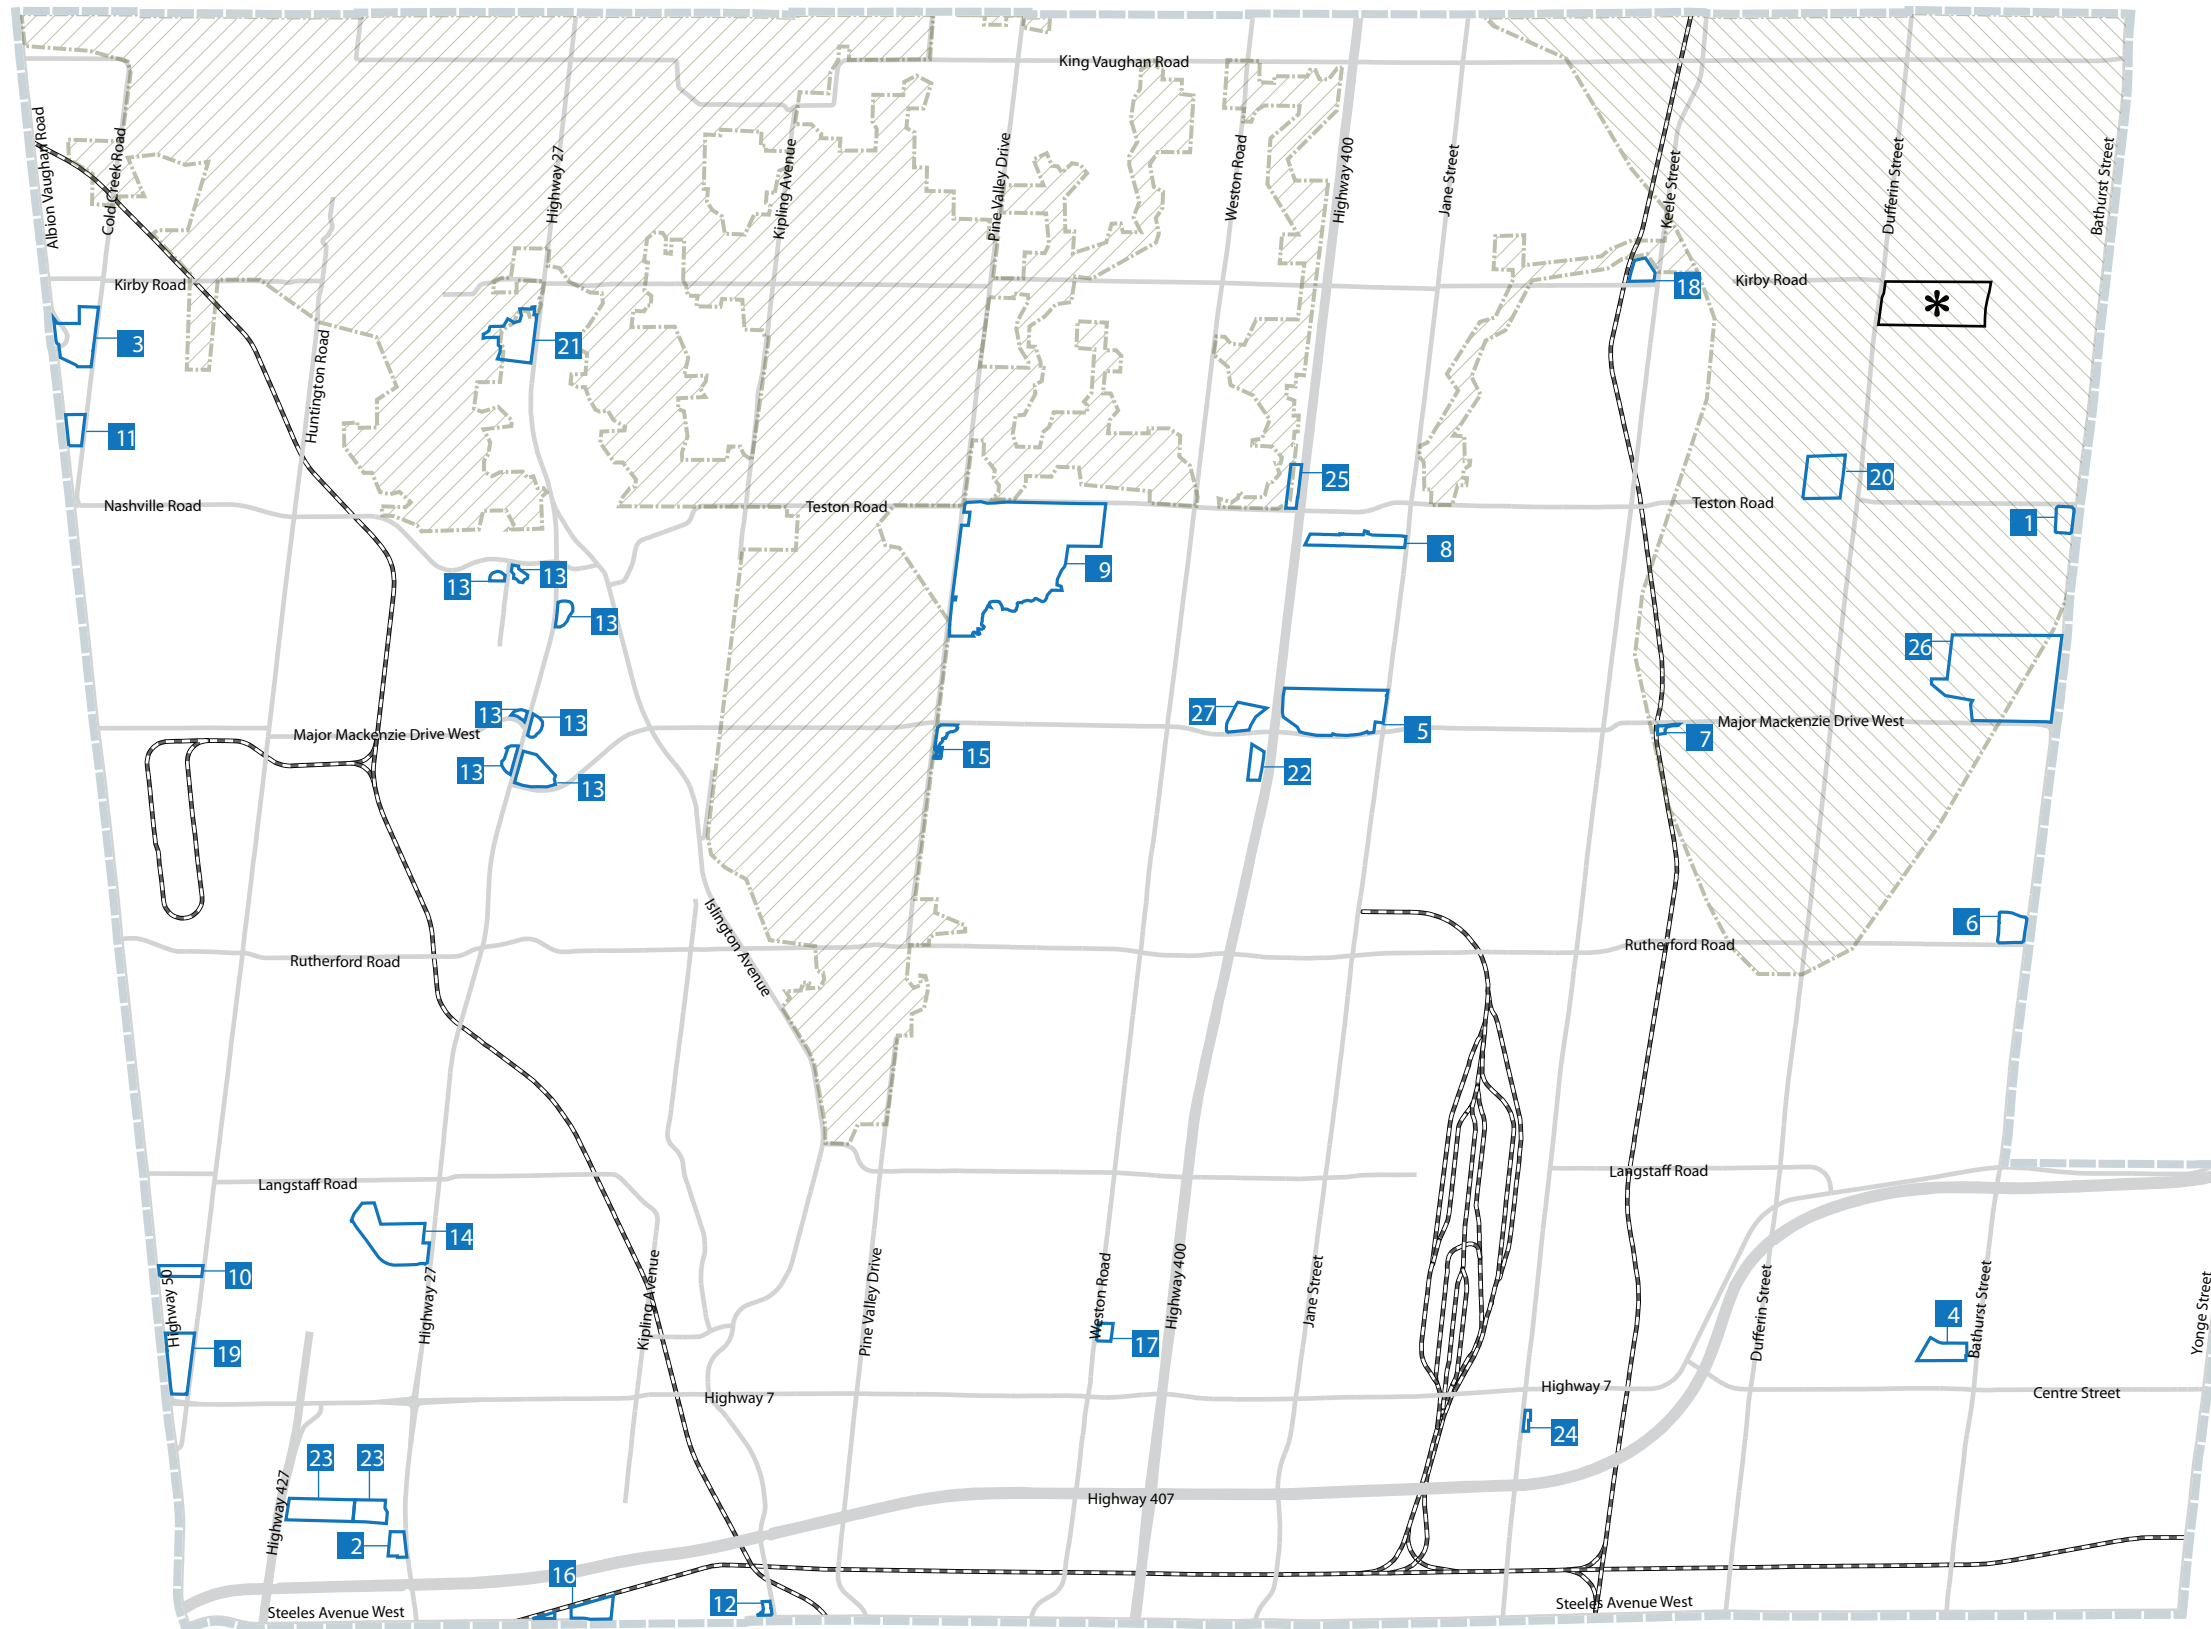 King Vaughan Road
Albion Vaughan Road
Cold Creek Road
Highway 27
Kipling Avenue
Pine Valley Drive
Weston Road
Highway 400
Jane Street
Keele Street
Dufferin Street
Bathurst Street
Kirby Road
18
Kirby Road
*
3
21
Huntington Road
11
25
20
Nashville Road
Teston Road
Teston Road
1
8
13
13
9
13
26
13
13
27
Major Mackenzie Drive West
15
5
7
Major Mackenzie Drive West
13
13
22
Islington Avenue
6
Rutherford Road
Rutherford Road
Langstaff Road
Langstaff Road
14
10
Highway 50
Highway 27
Kipling Avenue
Pine Valley Drive
Weston Road
Highway 400
Jane Street
Dufferin Street
4
Bathurst Street
Yonge Street
19
17
Highway 7
Highway 7
Centre Street
24
23
23
Highway 427
Highway 407
2
16
12
Steeles Avenue West
Steeles Avenue West